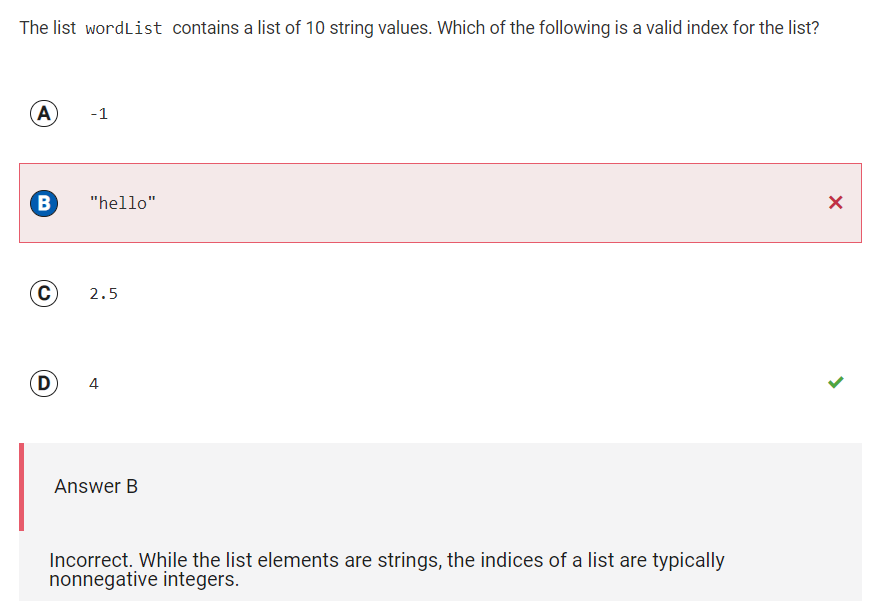 The list wordList contains a list of 10 string values. Which of the following is a valid index for the list?
A -1
B "hello"
C 2.5
D 4
Answer B
Incorrect. While the list elements are strings, the indices of a list are typically
nonnegative integers.